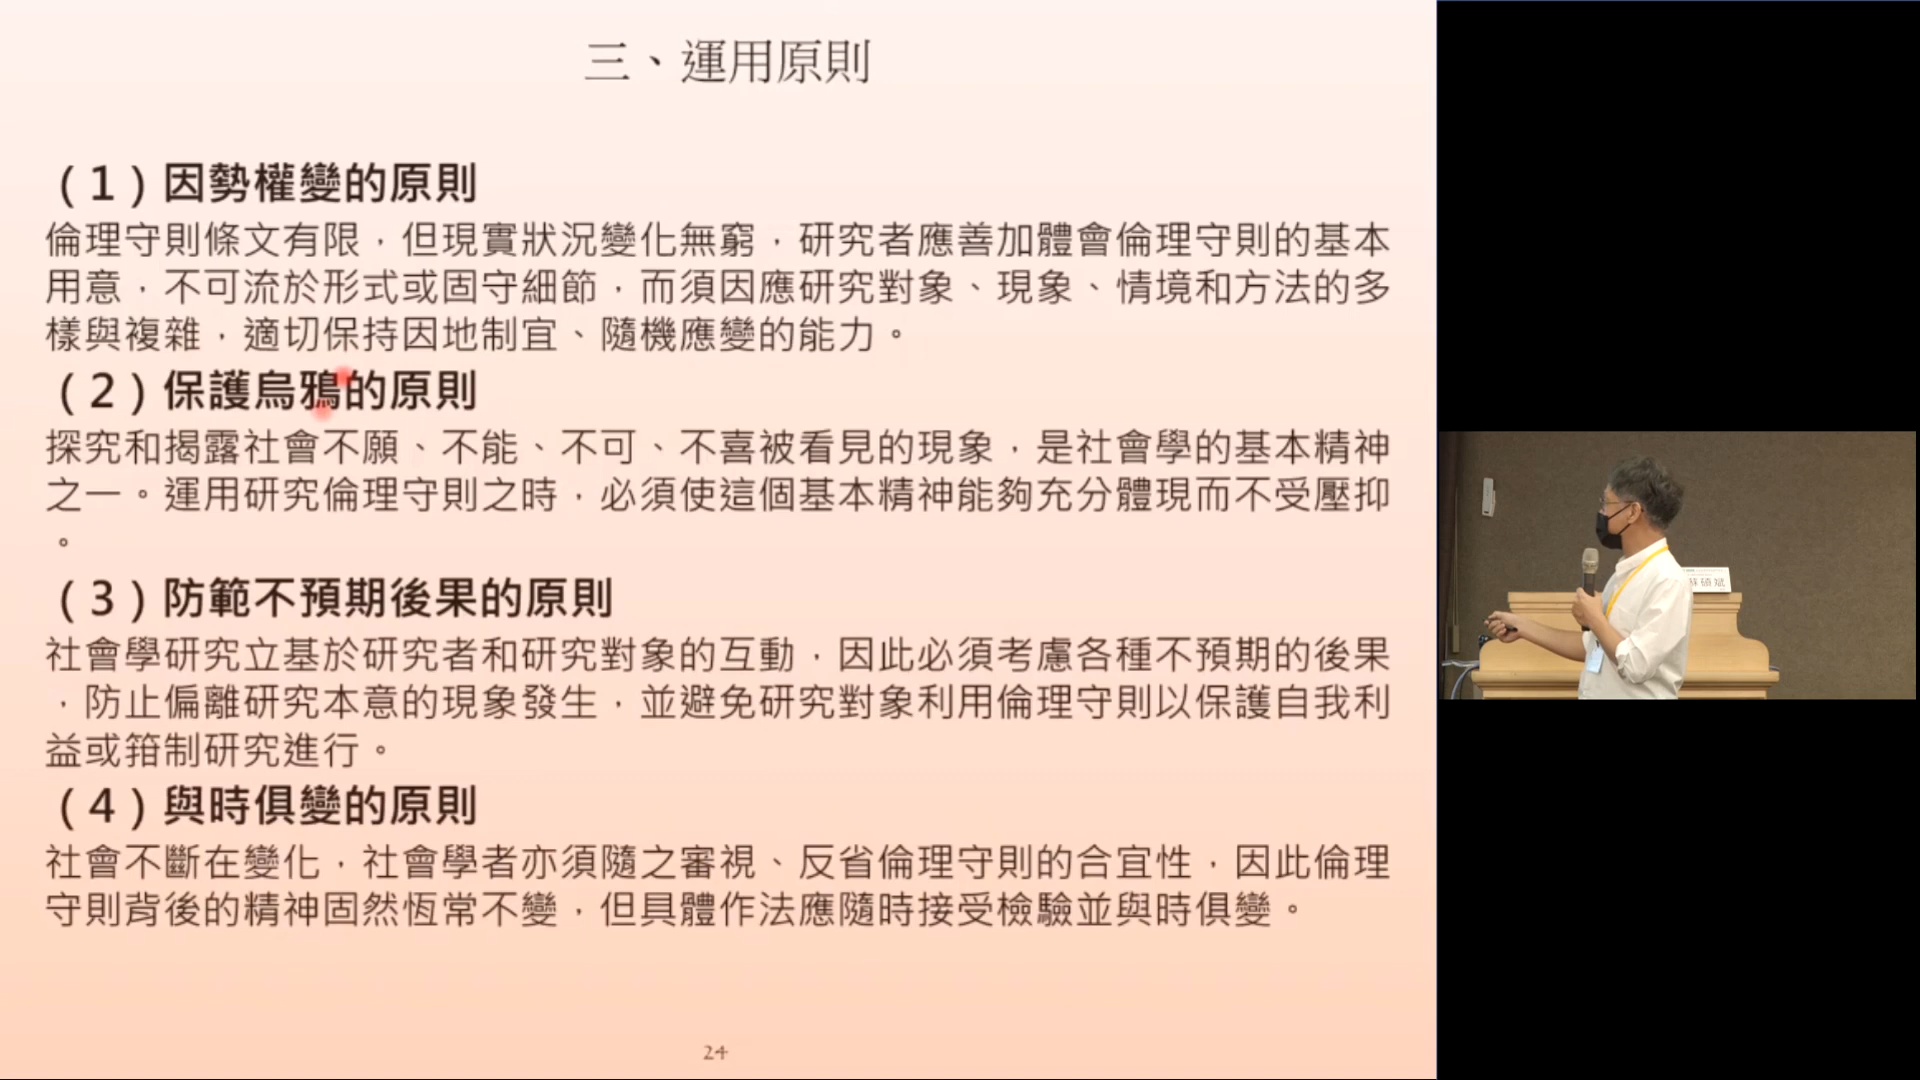 三、運用原則
（1）因勢權變的原則
倫理守則條文有限，但現實狀況變化無窮，研究者應善加體會倫理守則的基本
用意，不可流於形式或固守細節，而須因應研究對象、現象、情境和方法的多
樣與複雜，適切保持因地制宜、隨機應變的能力。
（2）保護烏鴉的原則
探究和揭露社會不願、不能、不可、不喜被看見的現象，是社會學的基本精神
之一。運用研究倫理守則之時，必須使這個基本精神能夠充分體現而不受壓抑
。
（3）防範不預期後果的原則
社會學研究立基於研究者和研究對象的互動，因此必須考慮各種不預期的後果
，防止偏離研究本意的現象發生，並避免研究對象利用倫理守則以保護自我利
益或箝制研究進行。
（4）與時俱變的原則
社會不斷在變化，社會學者亦須隨之審視、反省倫理守則的合宜性，因此倫理
守則背後的精神固然恆常不變，但具體作法應隨時接受檢驗並與時俱變。
24